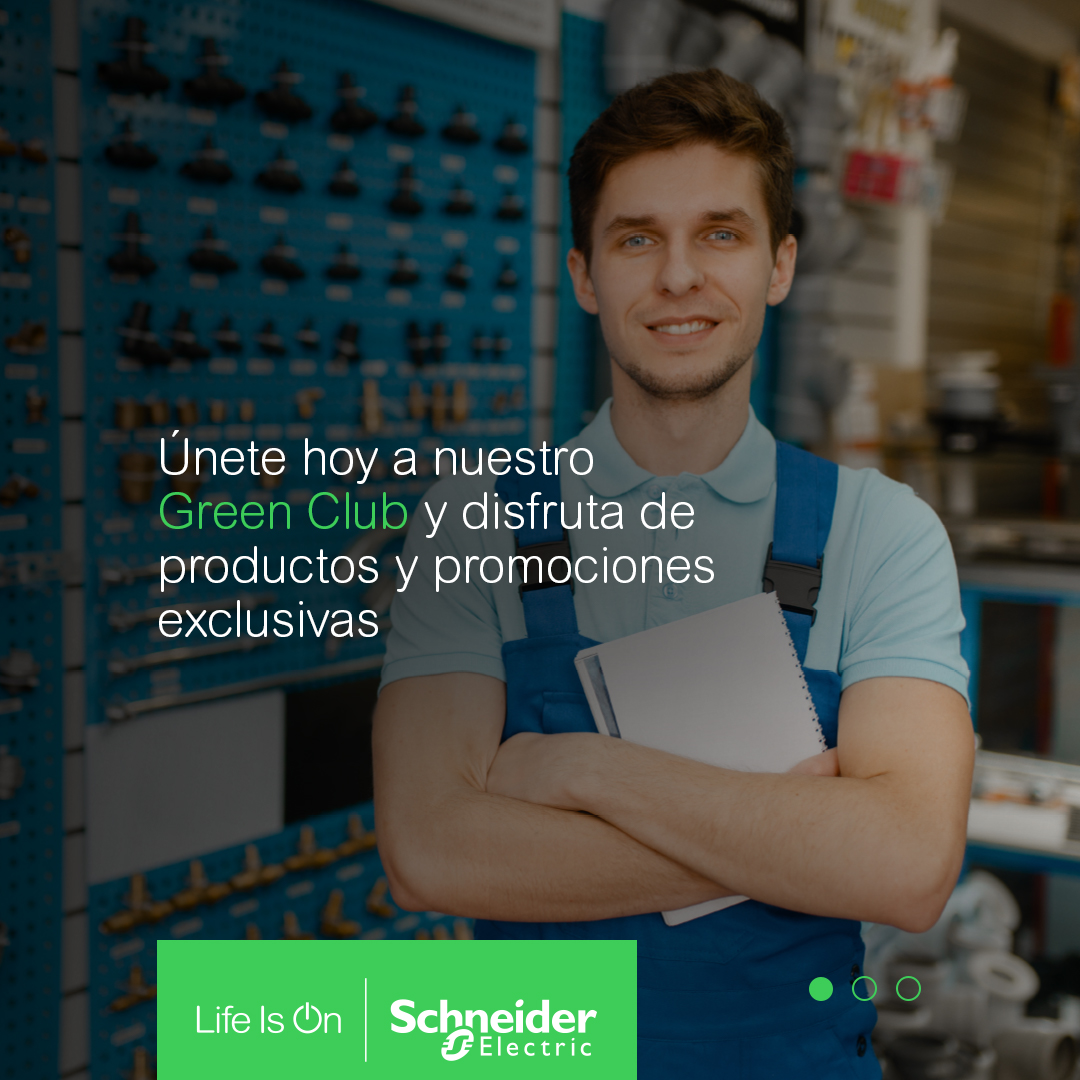 Únete hoy a nuestro
Green Club y disfruta de
productos y promociones
exclusivas
Life Is On
Schneider
Electric